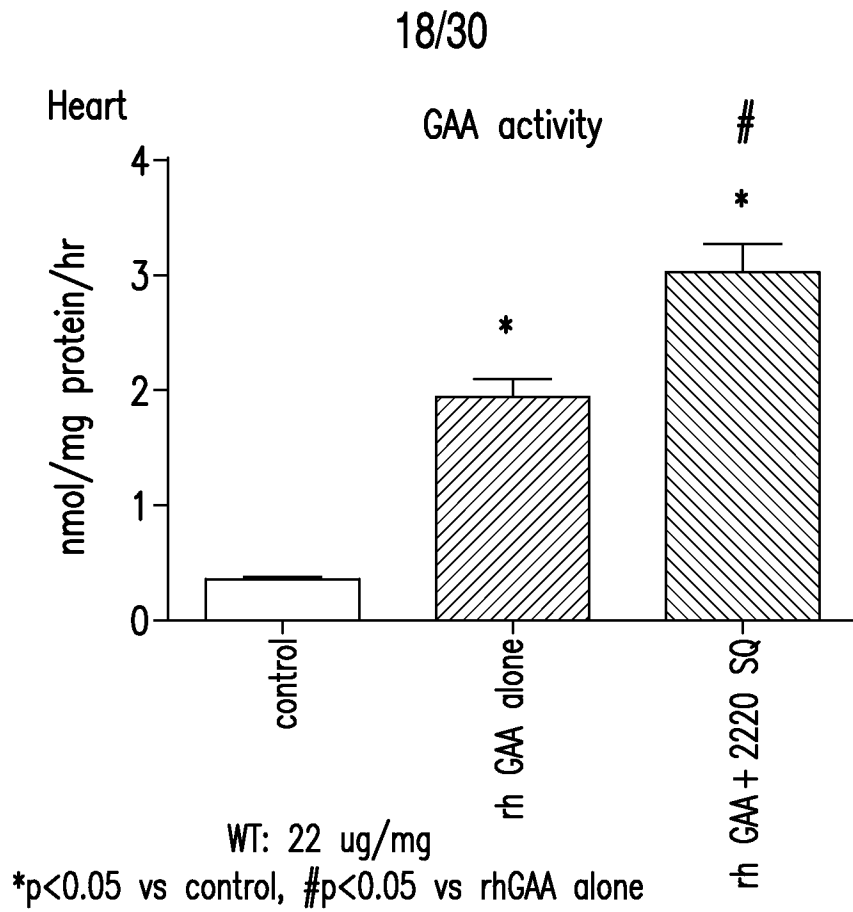 18/30
Heart
GAA activity
#
*
*
4
3
2
1
0
nmol/mg protein/hr
control
rh GAA alone
rh GAA+2220 SQ
WT: 22 ug/mg
*p<0.05 vs control, #p<0.05 vs rhGAA alone